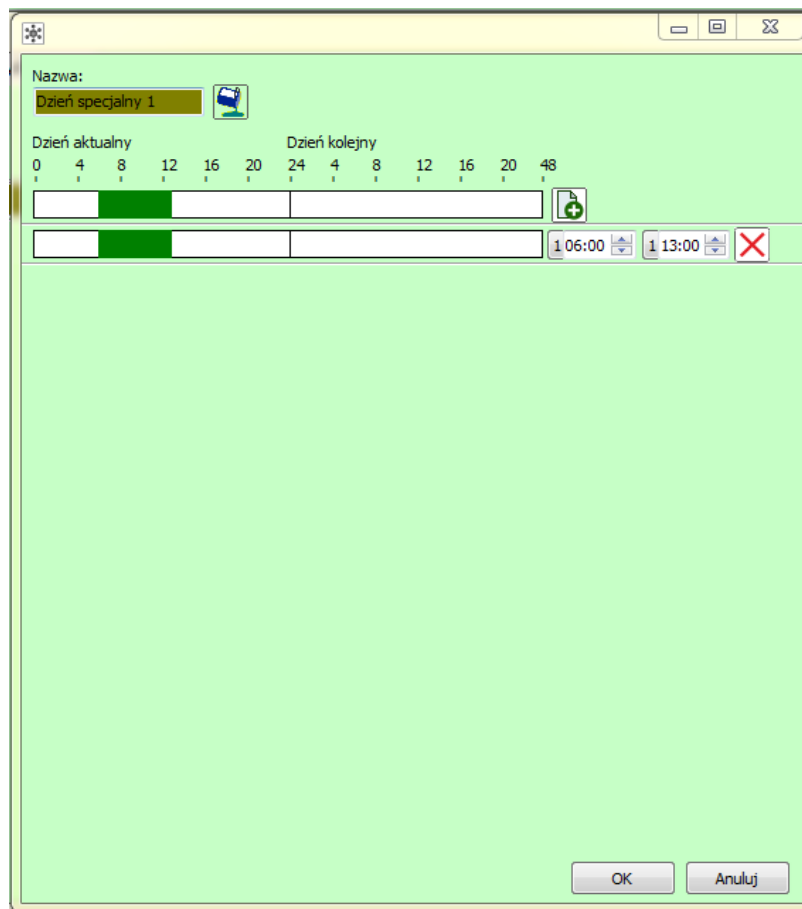 Nazwa:
Dzień specjalny 1
Dzień aktualny Dzień kolejny
0 4 8 12 16 20 24 4 8 12 16 20 48
1 06:00 1 13:00
OK Anuluj